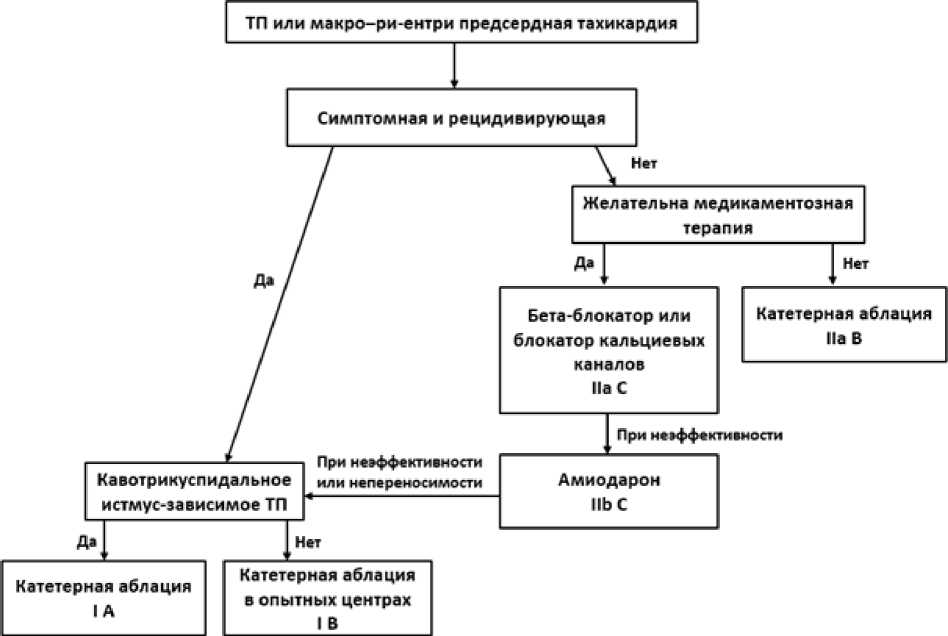 ТП или макро–ри-ентри предсердная тахикардия
Симптомная и рецидивирующая
Нет
Желательна медикаментозная
терапия
Да
Да
Нет
Бета-блокатор или
блокатор кальциевых
каналов
IIa C
Катетерная аблация
IIa B
При неэффективности
При неэффективности
или непереносимости
Кавотрикуспидальное
истмус-зависимое ТП
Амиодарон
IIb C
Да
Нет
Катетерная аблация
I A
Катетерная аблация
в опытных центрах
I B